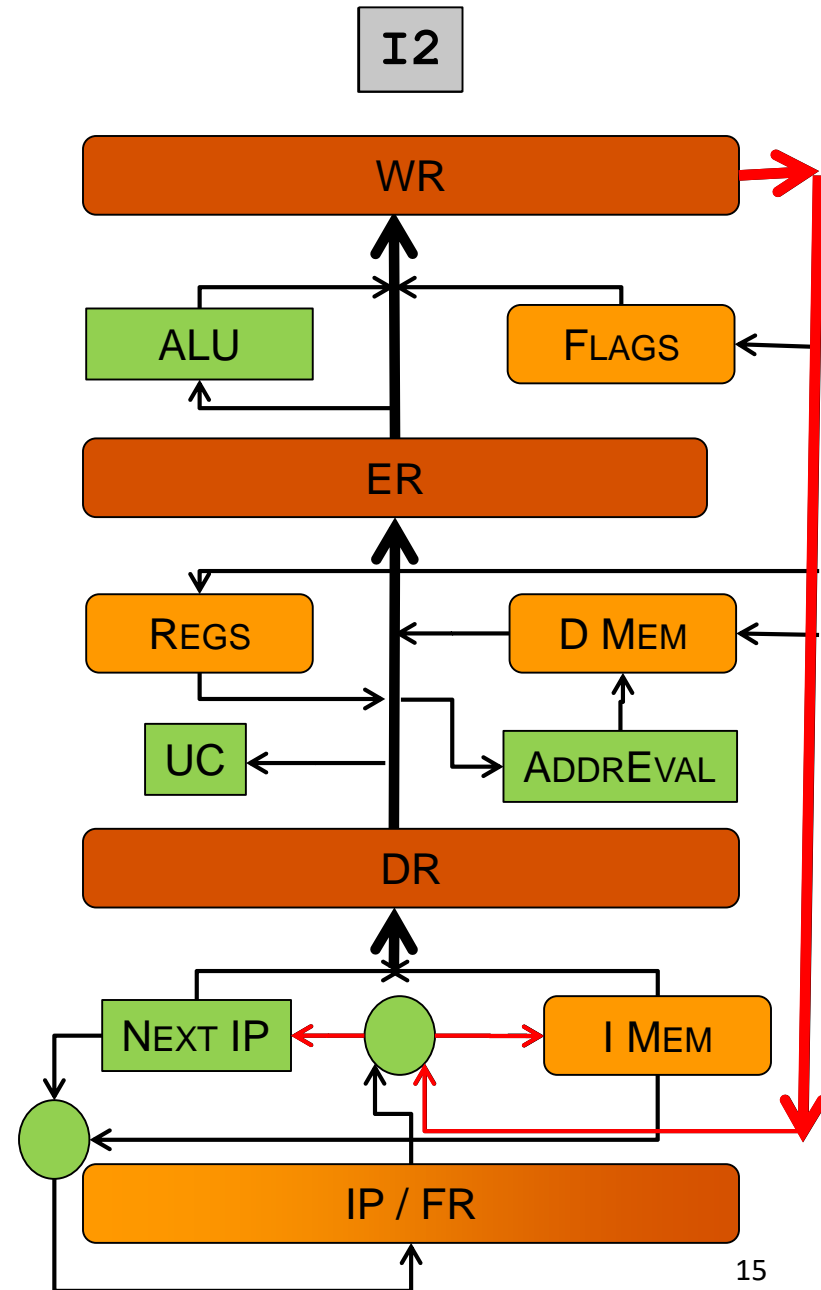 I2
WR
ALU
FLAGS
ER
REGS
D MEM
UC
ADDREVAL
DR
NEXT IP
I MEM
IP / FR
15